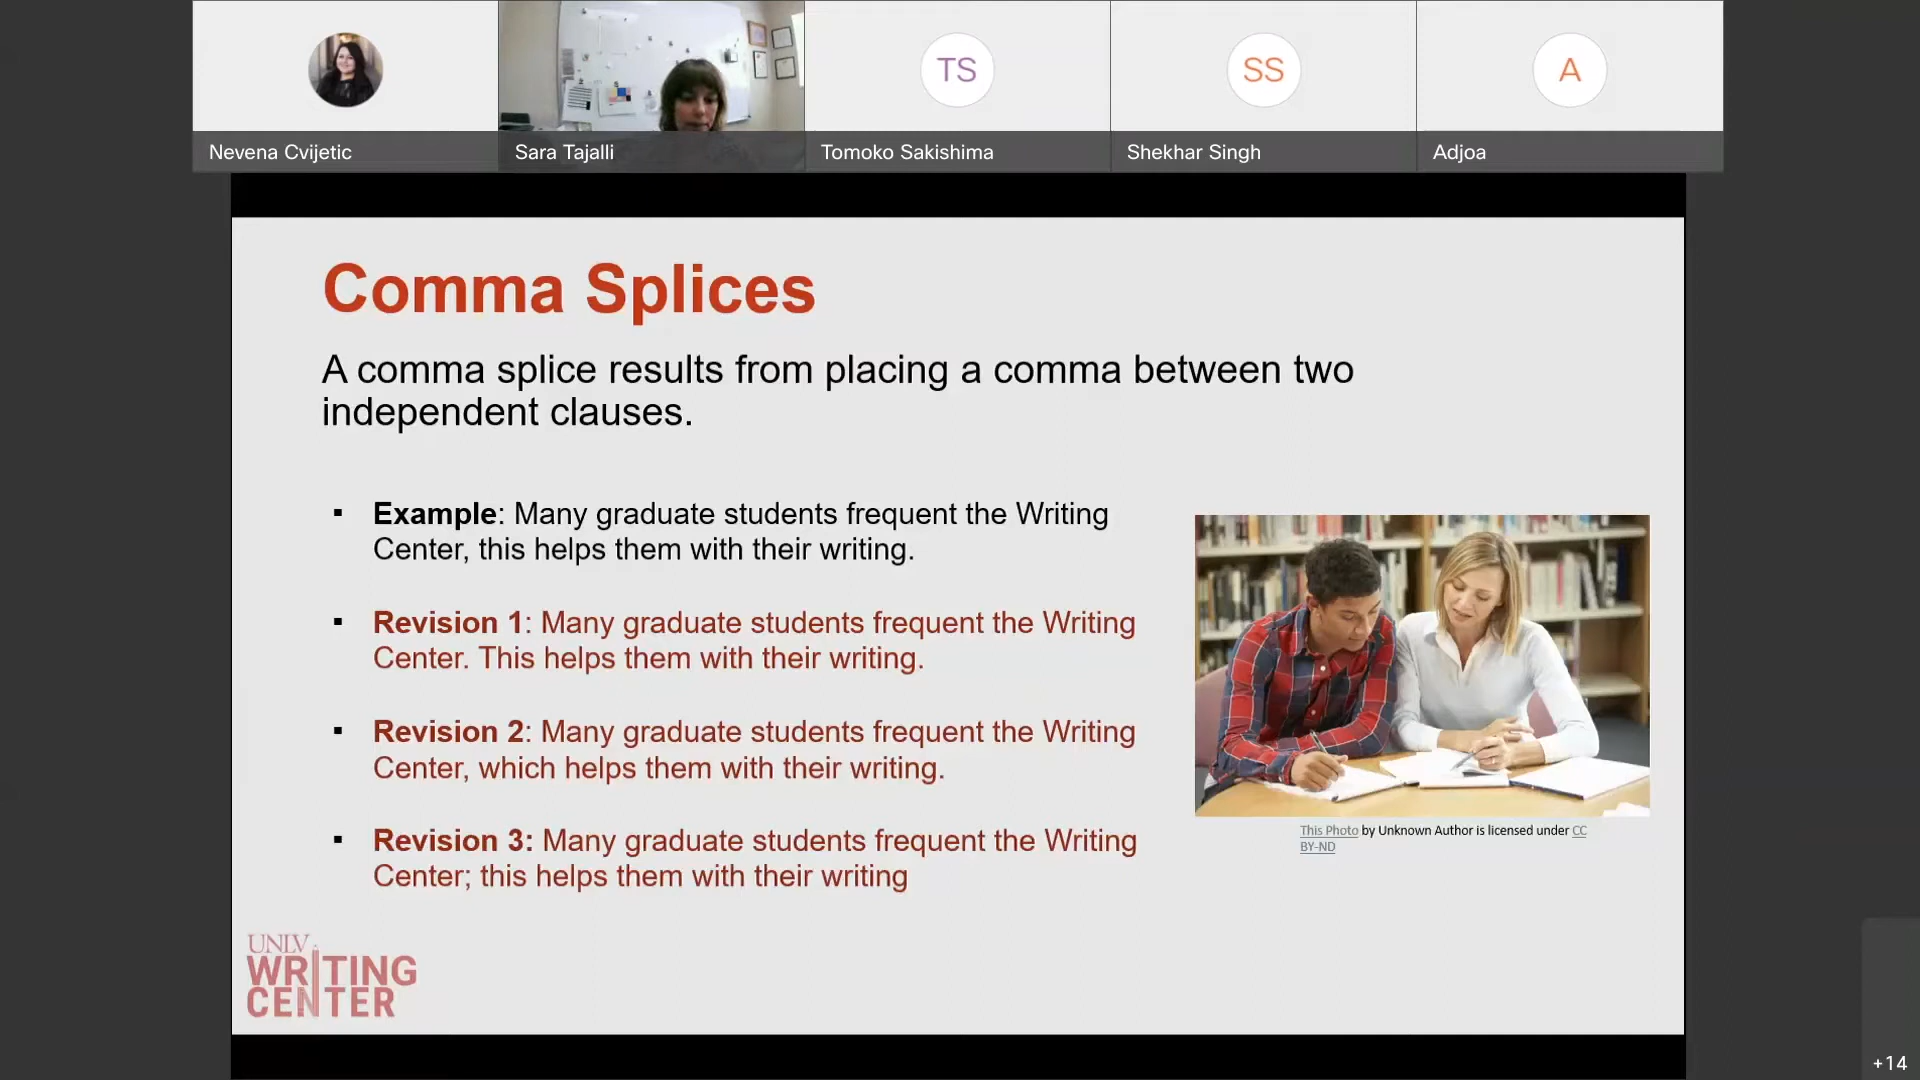 TS
SS
A
Nevena Cvijetic
Sara Tajalli
Tomoko Sakishima
Shekhar Singh
Adjoa
Comma Splices
A comma splice results from placing a comma between two
independent clauses.
▪ Example: Many graduate students frequent the Writing
Center, this helps them with their writing.
▪ Revision 1: Many graduate students frequent the Writing
Center. This helps them with their writing.
▪ Revision 2: Many graduate students frequent the Writing
Center, which helps them with their writing.
▪ Revision 3: Many graduate students frequent the Writing
Center; this helps them with their writing
This Photo by Unknown Author is licensed under CC
BY-ND
UNLV
WRITING
CENTER
+14